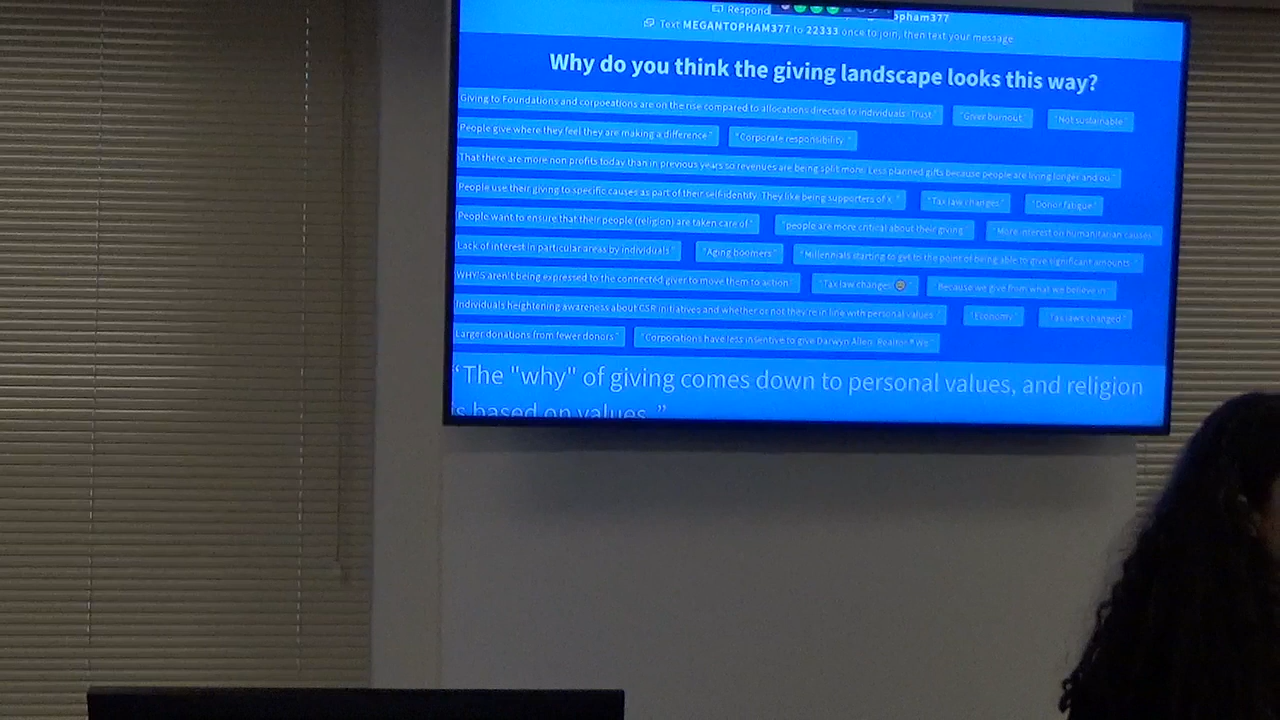 Respond
opham377
Text MEGANTOPHAM377 to 22333 once to join, then text your message
Why do you think the giving landscape looks this way?
Giving to Foundations and corpoeations are on the rise compared to allocations directed to individuals. Trust" "Giver burnout" "Not sustainable"
People give where they feel they are making a difference" "Corporate responsibility"
That there are more non profits today than in previous years so revenues are being split more. Less planned gifts because people are living longer and ou"
People use their giving to specific causes as part of their self-identity. They like being supporters of X." "Tax law changes" "Donor fatigue"
People want to ensure that their people (religion) are taken care of" "people are more critical about their giving "More interest on humanitarian causes"
Lack of interest in particular areas by individuals" "Aging boomers" "Millennials starting to get to the point of being able to give significant amounts"
WHY'S aren't being expressed to the connected giver to move them to action" "Tax law changes 😩" "Because we give from what we believe in"
Individuals heightening awareness about CSR initiatives and whether or not they're in line with personal values" "Economy" "Tax laws changed"
Larger donations from fewer donors" "Corporations have less insentive to give Darwyn Allen, Realtor ® We"
“The "why" of giving comes down to personal values, and religion
is based on values.”